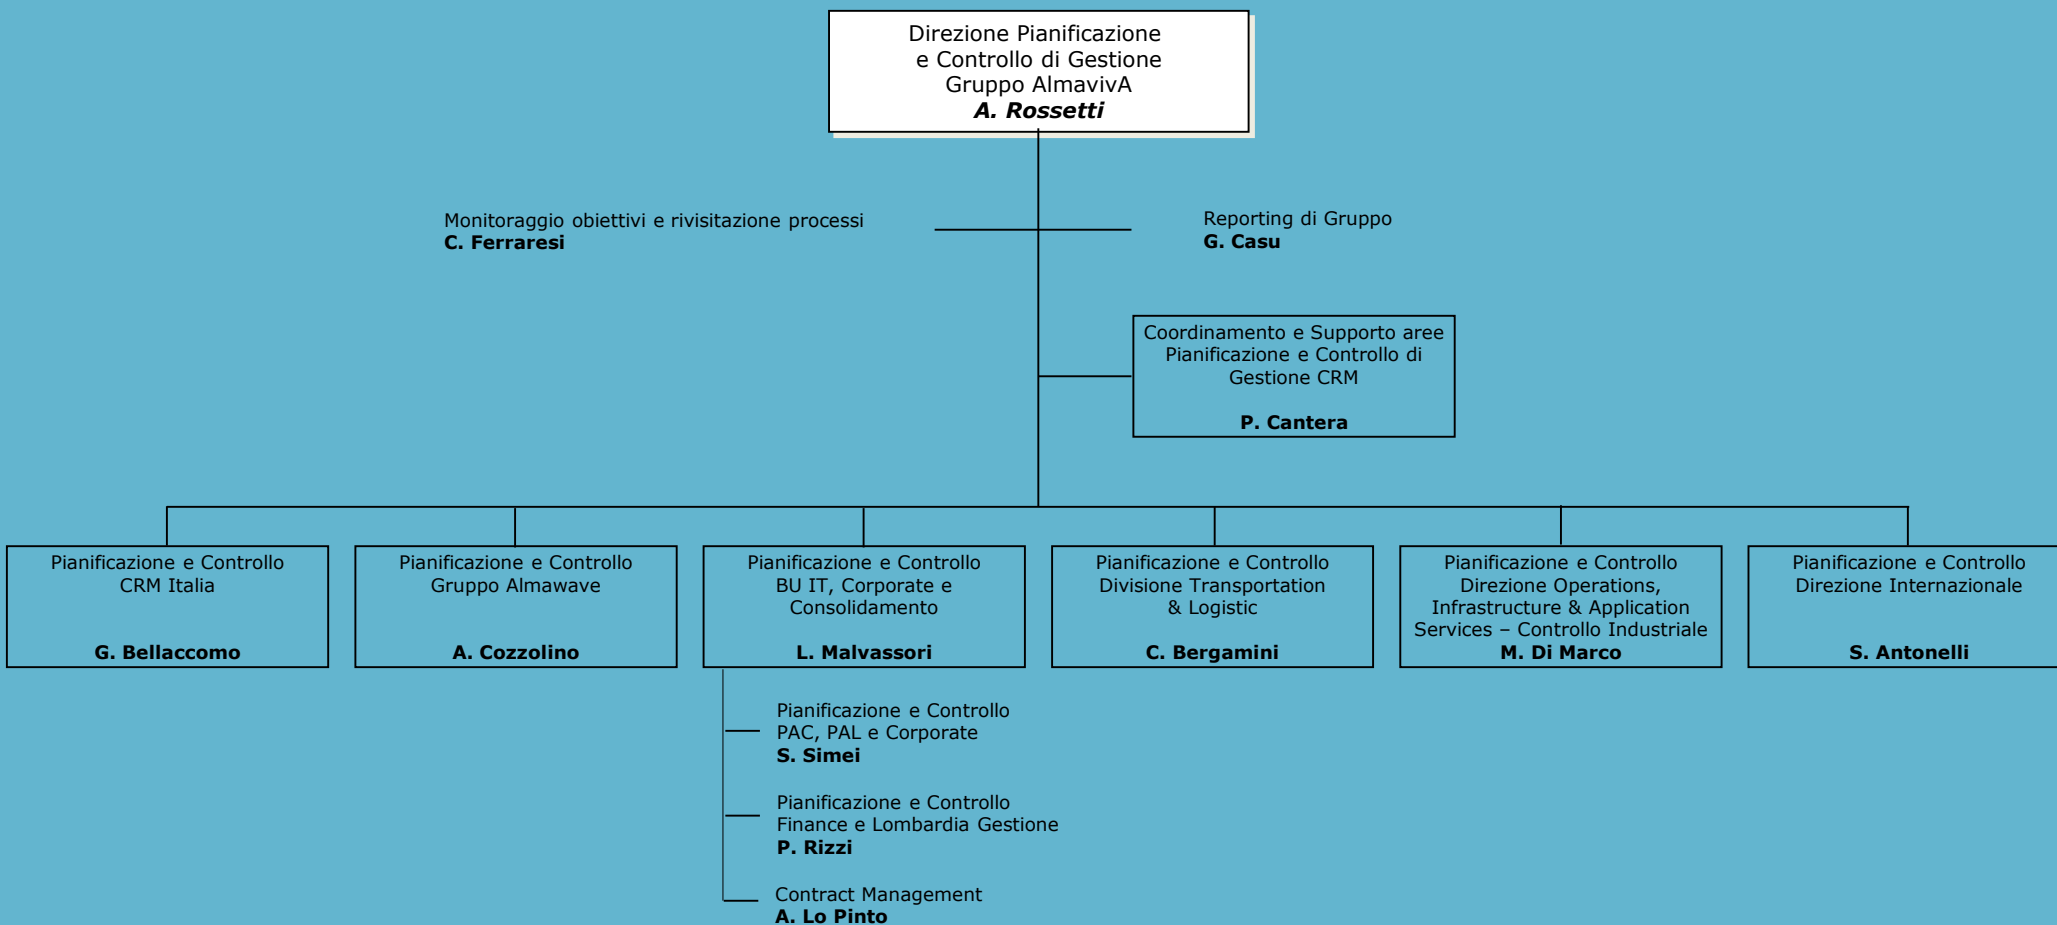 Direzione Pianificazione
e Controllo di Gestione
Gruppo AlmavivA
A. Rossetti
Monitoraggio obiettivi e rivisitazione processi
C. Ferraresi
Reporting di Gruppo
G. Casu
Coordinamento e Supporto aree
Pianificazione e Controllo di
Gestione CRM
P. Cantera
Pianificazione e Controllo
CRM Italia
G. Bellaccomo
Pianificazione e Controllo
Gruppo Almawave
A. Cozzolino
Pianificazione e Controllo
BU IT, Corporate e
Consolidamento
L. Malvassori
Pianificazione e Controllo
Divisione Transportation
& Logistic
C. Bergamini
Pianificazione e Controllo
Direzione Operations,
Infrastructure & Application
Services – Controllo Industriale
M. Di Marco
Pianificazione e Controllo
Direzione Internazionale
S. Antonelli
Pianificazione e Controllo
PAC, PAL e Corporate
S. Simei
Pianificazione e Controllo
Finance e Lombardia Gestione
P. Rizzi
Contract Management
A. Lo Pinto